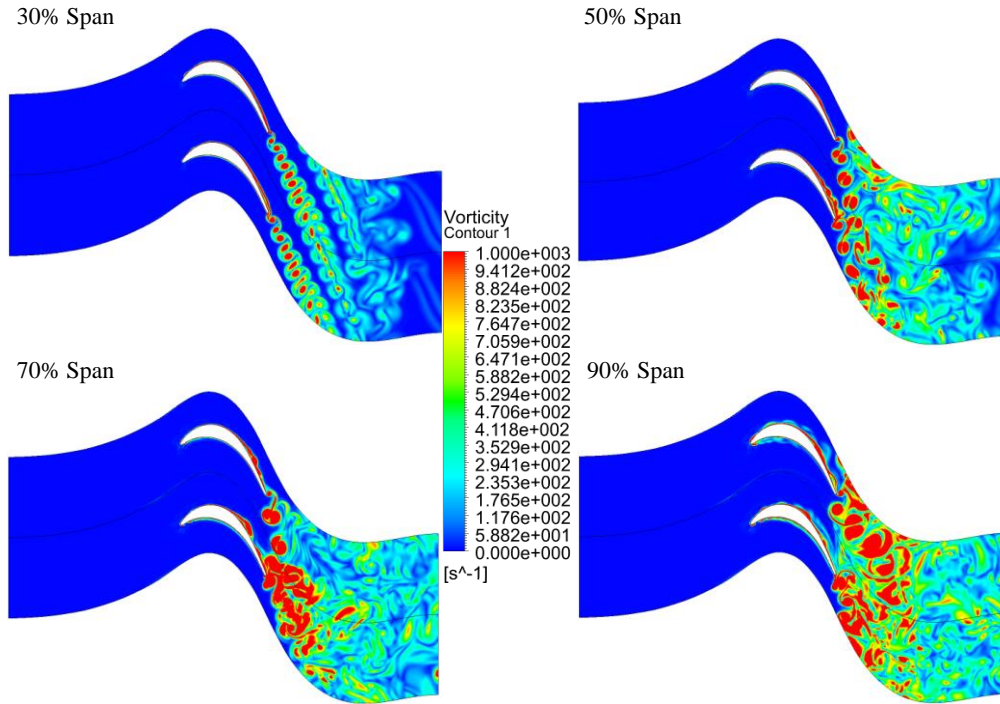 30% Span
50% Span
Vorticity
Contour 1
1.000e+003
9.412e+002
8.824e+002
8.235e+002
7.647e+002
7.059e+002
6.471e+002
5.882e+002
5.294e+002
4.706e+002
4.118e+002
3.529e+002
2.941e+002
2.353e+002
1.765e+002
1.176e+002
5.882e+001
0.000e+000
[s^-1]
70% Span
90% Span